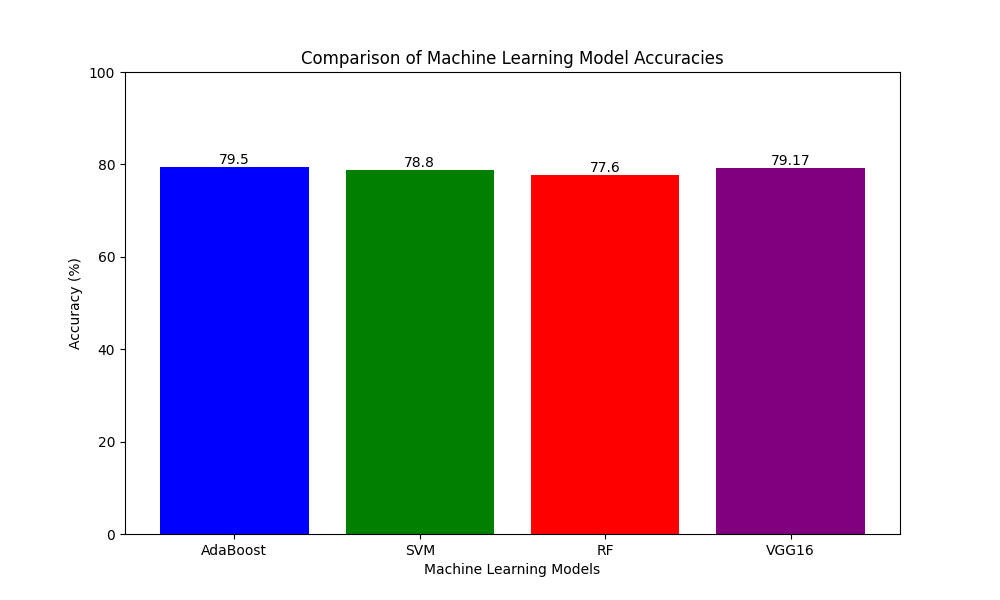 Comparison of Machine Learning Model Accuracies
100
80
60
40
20
0
Accuracy (%)
79.5
78.8
77.6
79.17
AdaBoost
SVM
RF
VGG16
Machine Learning Models